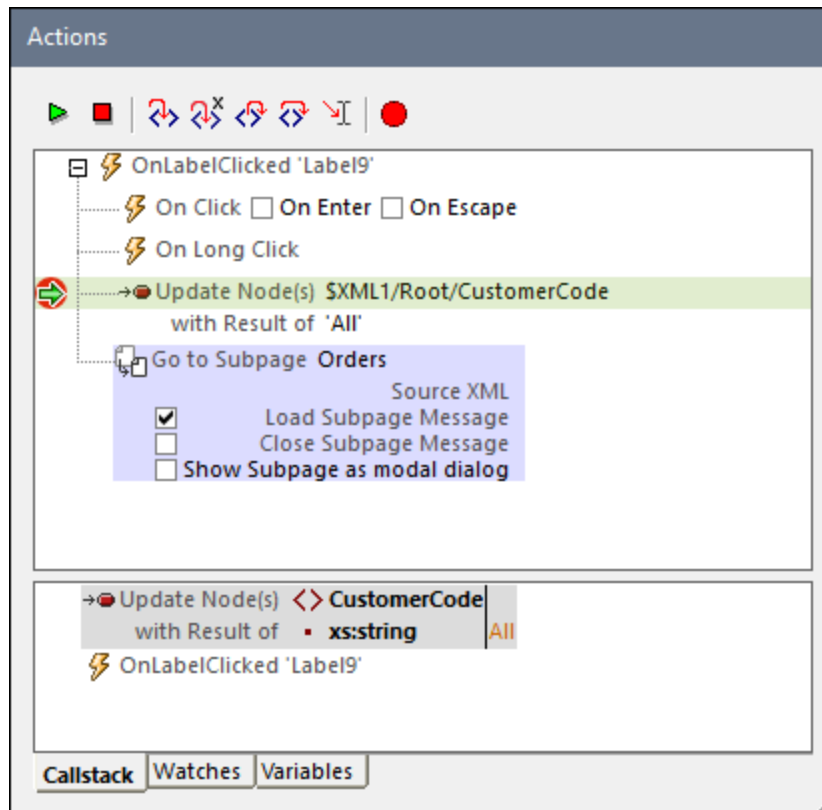 Actions
x
OnLabelClicked 'Label9'
On Click On Enter On Escape
On Long Click
Update Node(s) $XML1/Root/CustomerCode
with Result of 'All'
Go to Subpage Orders
Source XML
Load Subpage Message
Close Subpage Message
Show Subpage as modal dialog
Update Node(s) <> CustomerCode
with Result of xs:string All
OnLabelClicked 'Label9'
Callstack Watches Variables